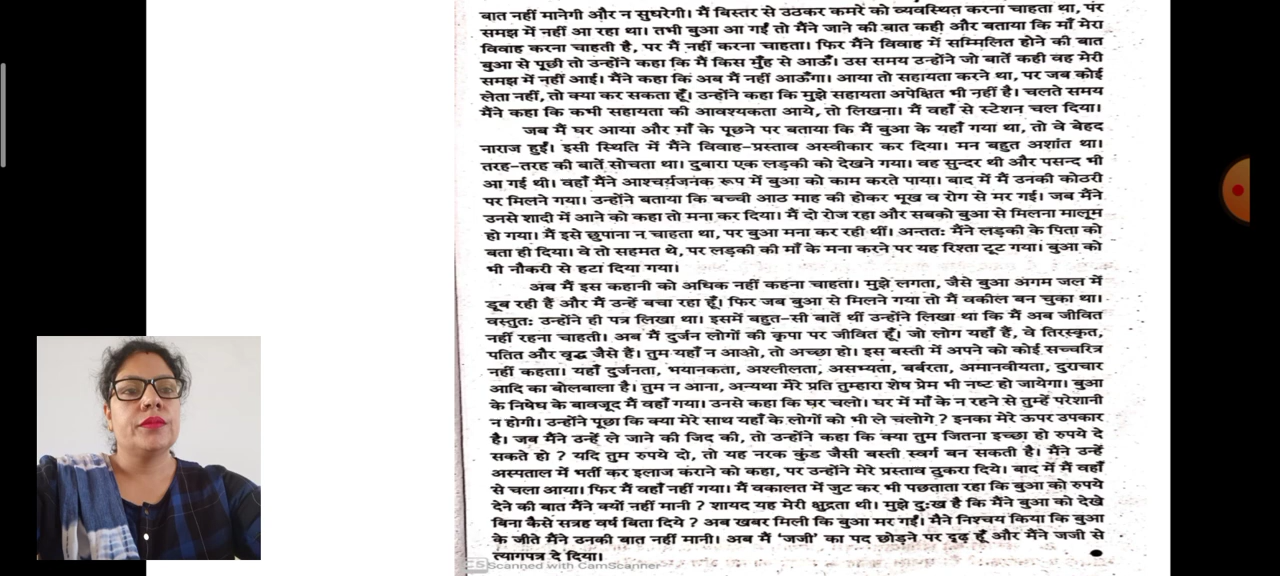 बात नहीं मानेगी और न सुधरेगी। मैं बिस्तर से उठकर कमरे को व्यवस्थित करना चाहता था, पर
समझ में नहीं आ रहा था। तभी बुआ आ गईं तो मैंने जाने की बात कही और बताया कि माँ मेरा
विवाह करना चाहती है, पर मैं नहीं करना चाहता। फिर मैंने विवाह में सम्मिलित होने की बात
बुआ से पूछी तो उन्होंने कहा कि मैं किस मुँह से आऊँ। उस समय उन्होंने जो बातें कही वह मेरी
समझ में नहीं आई। मैंने कहा कि अब मैं नहीं आऊँगा। आया तो सहायता करने था, पर जब कोई
लेता नहीं, तो क्या कर सकता हूँ। उन्होंने कहा कि मुझे सहायता अपेक्षित भी नहीं है। चलते समय
मैंने कहा कि कभी सहायता की आवश्यकता आये, तो लिखना। मैं वहाँ से स्टेशन चल दिया।
जब मैं घर आया और माँ के पूछने पर बताया कि मैं बुआ के यहाँ गया था, तो वे बेहद
नाराज हुईं। इसी स्थिति में मैंने विवाह-प्रस्ताव अस्वीकार कर दिया। मन बहुत अशांत था।
तरह-तरह की बातें सोचता था। दुबारा एक लड़की को देखने गया। वह सुन्दर थी और पसन्द भी
आ गई थी। वहाँ मैंने आश्चर्यजनक रूप में बुआ को काम करते पाया। बाद में मैं उनकी कोठरी
पर मिलने गया। उन्होंने बताया कि बच्ची आठ माह की होकर भूख व रोग से मर गई। जब मैंने
उनसे शादी में आने को कहा तो मना कर दिया। मैं दो रोज रहा और सबको बुआ से मिलना मालूम
हो गया। मैं इसे छुपाना न चाहता था, पर बुआ मना कर रही थीं। अन्ततः मैंने लड़की के पिता को
बता ही दिया। वे तो सहमत थे, पर लड़की की माँ के मना करने पर यह रिश्ता टूट गया। बुआ को
भी नौकरी से हटा दिया गया।
अब मैं इस कहानी को अधिक नहीं कहना चाहता। मुझे लगता, जैसे बुआ अगम जल में
डूब रही हैं और मैं उन्हें बचा रहा हूँ। फिर जब बुआ से मिलने गया तो मैं वकील बन चुका था।
वस्तुतः उन्होंने ही पत्र लिखा था। इसमें बहुत-सी बातें थीं उन्होंने लिखा था कि मैं अब जीवित
नहीं रहना चाहती। अब मैं दुर्जन लोगों की कृपा पर जीवित हूँ। जो लोग यहाँ हैं, वे तिरस्कृत,
पतित और वृद्ध जैसे हैं। तुम यहाँ न आओ, तो अच्छा हो। इस बस्ती में अपने को कोई सच्चरित्र
नहीं कहता। यहाँ दुर्जनता, भयानकता, अश्लीलता, असभ्यता, बर्बरता, अमानवीयता, दुराचार
आदि का बोलबाला है। तुम न आना, अन्यथा मेरे प्रति तुम्हारा शेष प्रेम भी नष्ट हो जायेगा। बुआ
के निषेध के बावजूद मैं वहाँ गया। उनसे कहा कि घर चलो। घर में माँ के न रहने से तुम्हें परेशानी
न होगी। उन्होंने पूछा कि क्या मेरे साथ यहाँ के लोगों को भी ले चलोगे ? इनका मेरे ऊपर उपकार
है। जब मैंने उन्हें ले जाने की जिद की, तो उन्होंने कहा कि क्या तुम जितना इच्छा हो रुपये दे
सकते हो ? यदि तुम रुपये दो, तो यह नरक कुंड जैसी बस्ती स्वर्ग बन सकती है। मैंने उन्हें
अस्पताल में भर्ती कर इलाज कराने को कहा, पर उन्होंने मेरे प्रस्ताव ठुकरा दिये। बाद में मैं वहाँ
से चला आया। फिर मैं वहाँ नहीं गया। मैं वकालत में जुट कर भी पछताता रहा कि बुआ को रुपये
देने की बात मैंने क्यों नहीं मानी ? शायद यह मेरी क्षुद्रता थी। मुझे दुःख है कि मैंने बुआ को देखे
बिना कैसे सत्रह वर्ष बिता दिये ? अब खबर मिली कि बुआ मर गईं। मैंने निश्चय किया कि बुआ
के जीते मैंने उनकी बात नहीं मानी। अब मैं 'जजी' का पद छोड़ने पर दृढ़ हूँ और मैंने जजी से
त्यागपत्र दे दिया।
CS Scanned with CamScanner